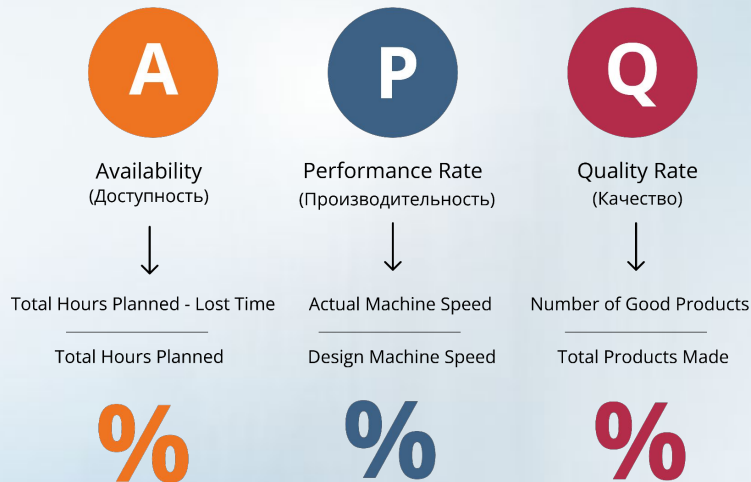 A
P
Q
Availability
(Доступность)
Performance Rate
(Производительность)
Quality Rate
(Качество)
Total Hours Planned - Lost Time
Total Hours Planned
Actual Machine Speed
Design Machine Speed
Number of Good Products
Total Products Made
%
%
%